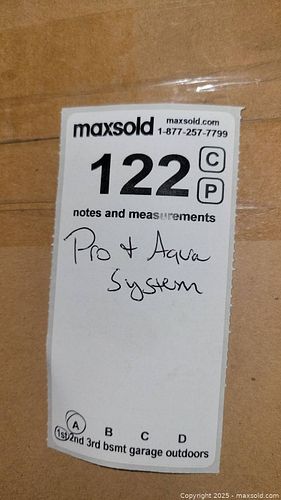 maxsold maxsold.com
1-877-257-7799
122 C
P
notes and measurements
Pro + Aqua
System
A B C D
1st 2nd 3rd bsmt garage outdoors
Copyright 2025 - maxsold.com